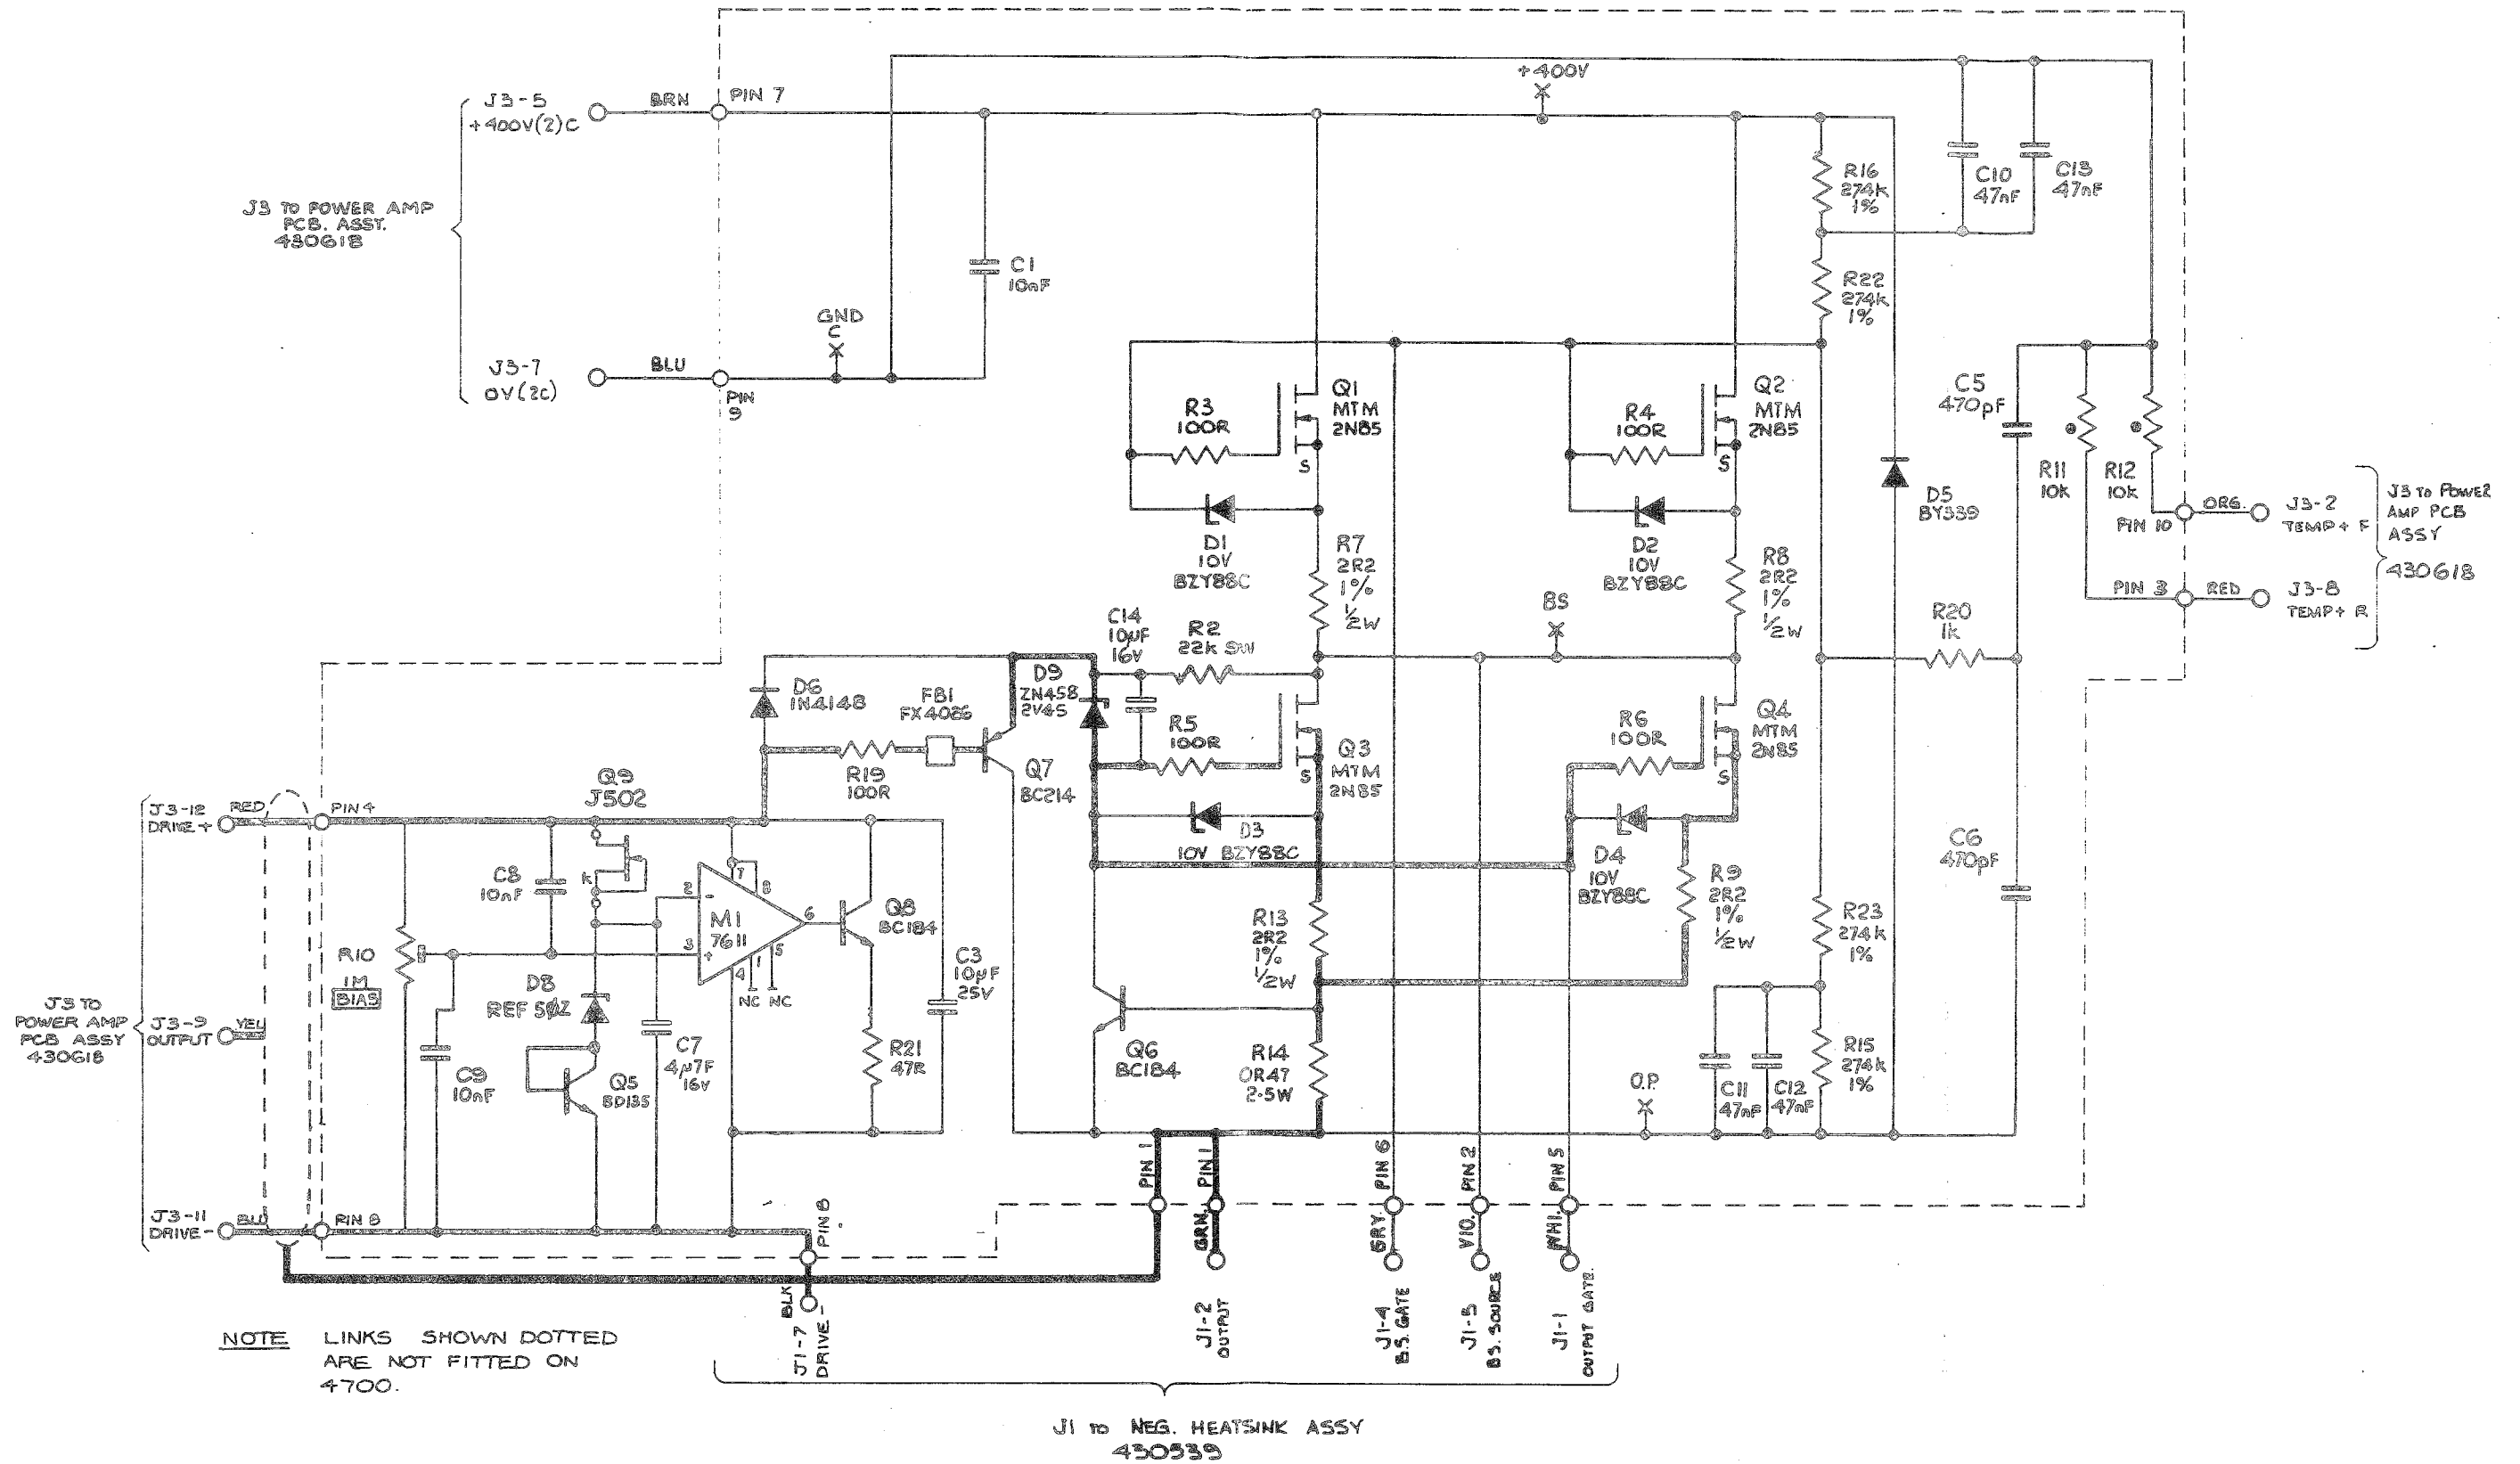 +400V
J3-5
+400V(2)C
BRN
PIN 7
J3 TO POWER AMP
PCB. ASSY.
430618
C1
10nF
GND
C
J3-7
0V(2C)
BLU
PIN
9
R16
274k
1%
C10
47nF
C13
47nF
R22
274k
1%
Q1
MTM
2N85
S
R3
100R
D1
10V
BZY88C
Q2
MTM
2N85
S
R4
100R
D2
10V
BZY88C
R7
2R2
1%
1/2W
R8
2R2
1%
1/2W
BS
C5
470pF
D5
BY339
R11
10k
R12
10k
PIN 10
ORG.
J3-2
TEMP+ F
PIN 3
RED
J3-8
TEMP+ R
J3 TO POWER
AMP PCB
ASSY
430618
R20
1k
C14
10µF
16V
R2
22k 5W
D6
IN4148
FB1
FX4026
D9
ZN458
2V45
R5
100R
Q3
MTM
2N85
S
R6
100R
Q4
MTM
2N85
S
R19
100R
Q7
BC214
D3
10V BZY88C
D4
10V
BZY88C
R9
2R2
1%
1/2W
C6
470pF
J3-12
DRIVE +
RED
PIN 4
Q9
J502
K
C8
10nF
2
-
7
8
M1
7611
6
3
+
4
1
5
NC
NC
Q8
BC184
C3
10µF
25V
R10
1M
BIAS
D8
REF 50Z
C7
4µ7F
16V
R21
47R
C9
10nF
Q5
BD135
R13
2R2
1%
1/2W
Q6
BC184
R14
0R47
2.5W
R23
274k
1%
R15
274k
1%
C11
47nF
C12
47nF
O.P.
J3 TO
POWER AMP
PCB ASSY
430618
J3-9
OUTPUT
YEL
J3-11
DRIVE -
BLU
PIN 8
PIN 8
BLK
J1-7
DRIVE -
PIN 1
PIN 1
GRN.
J1-2
OUTPUT
PIN 6
GRY.
J1-4
B.S. GATE
PIN 2
VIO.
J1-5
BS. SOURCE
PIN 5
WHI.
J1-1
OUTPUT GATE.
NOTE LINKS SHOWN DOTTED
ARE NOT FITTED ON
4700.
J1 TO NEG. HEATSINK ASSY
430539